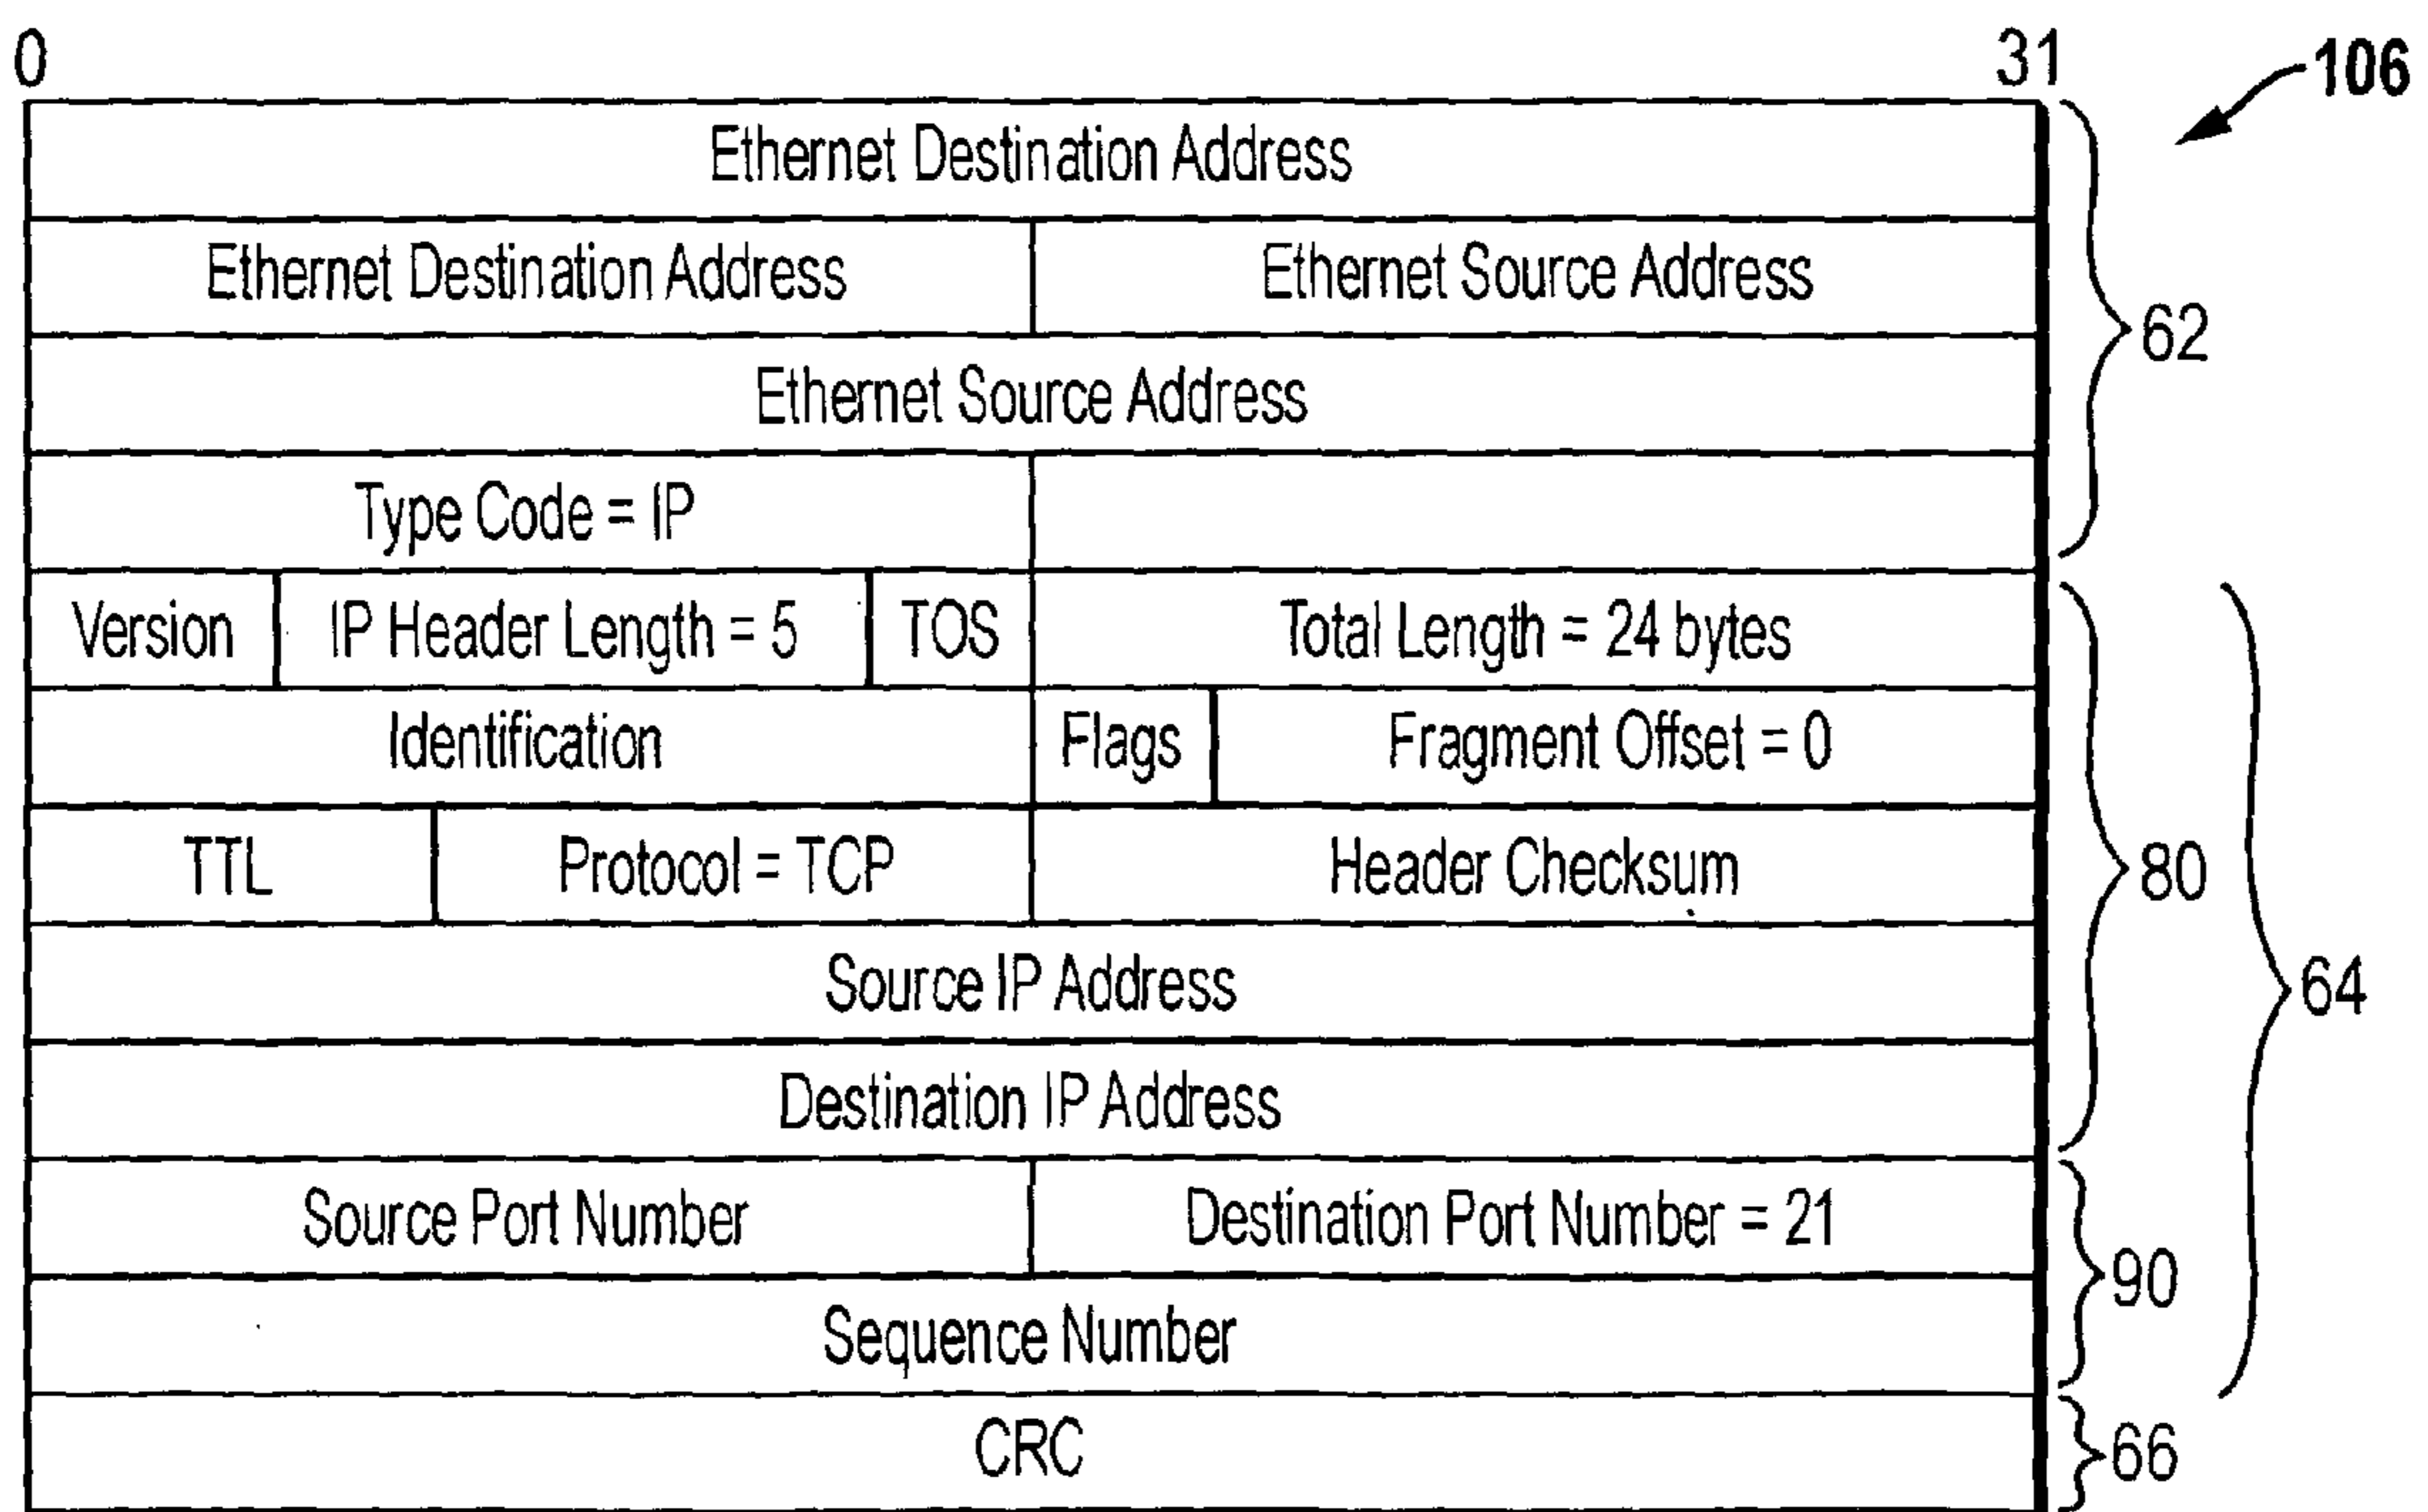 0 31 106
Ethernet Destination Address
Ethernet Destination Address Ethernet Source Address
62
Ethernet Source Address
Type Code = IP
Version IP Header Length = 5 TOS Total Length = 24 bytes
Identification Flags Fragment Offset = 0
TTL Protocol = TCP Header Checksum
80
Source IP Address
64
Destination IP Address
Source Port Number Destination Port Number = 21
90
Sequence Number
CRC
66